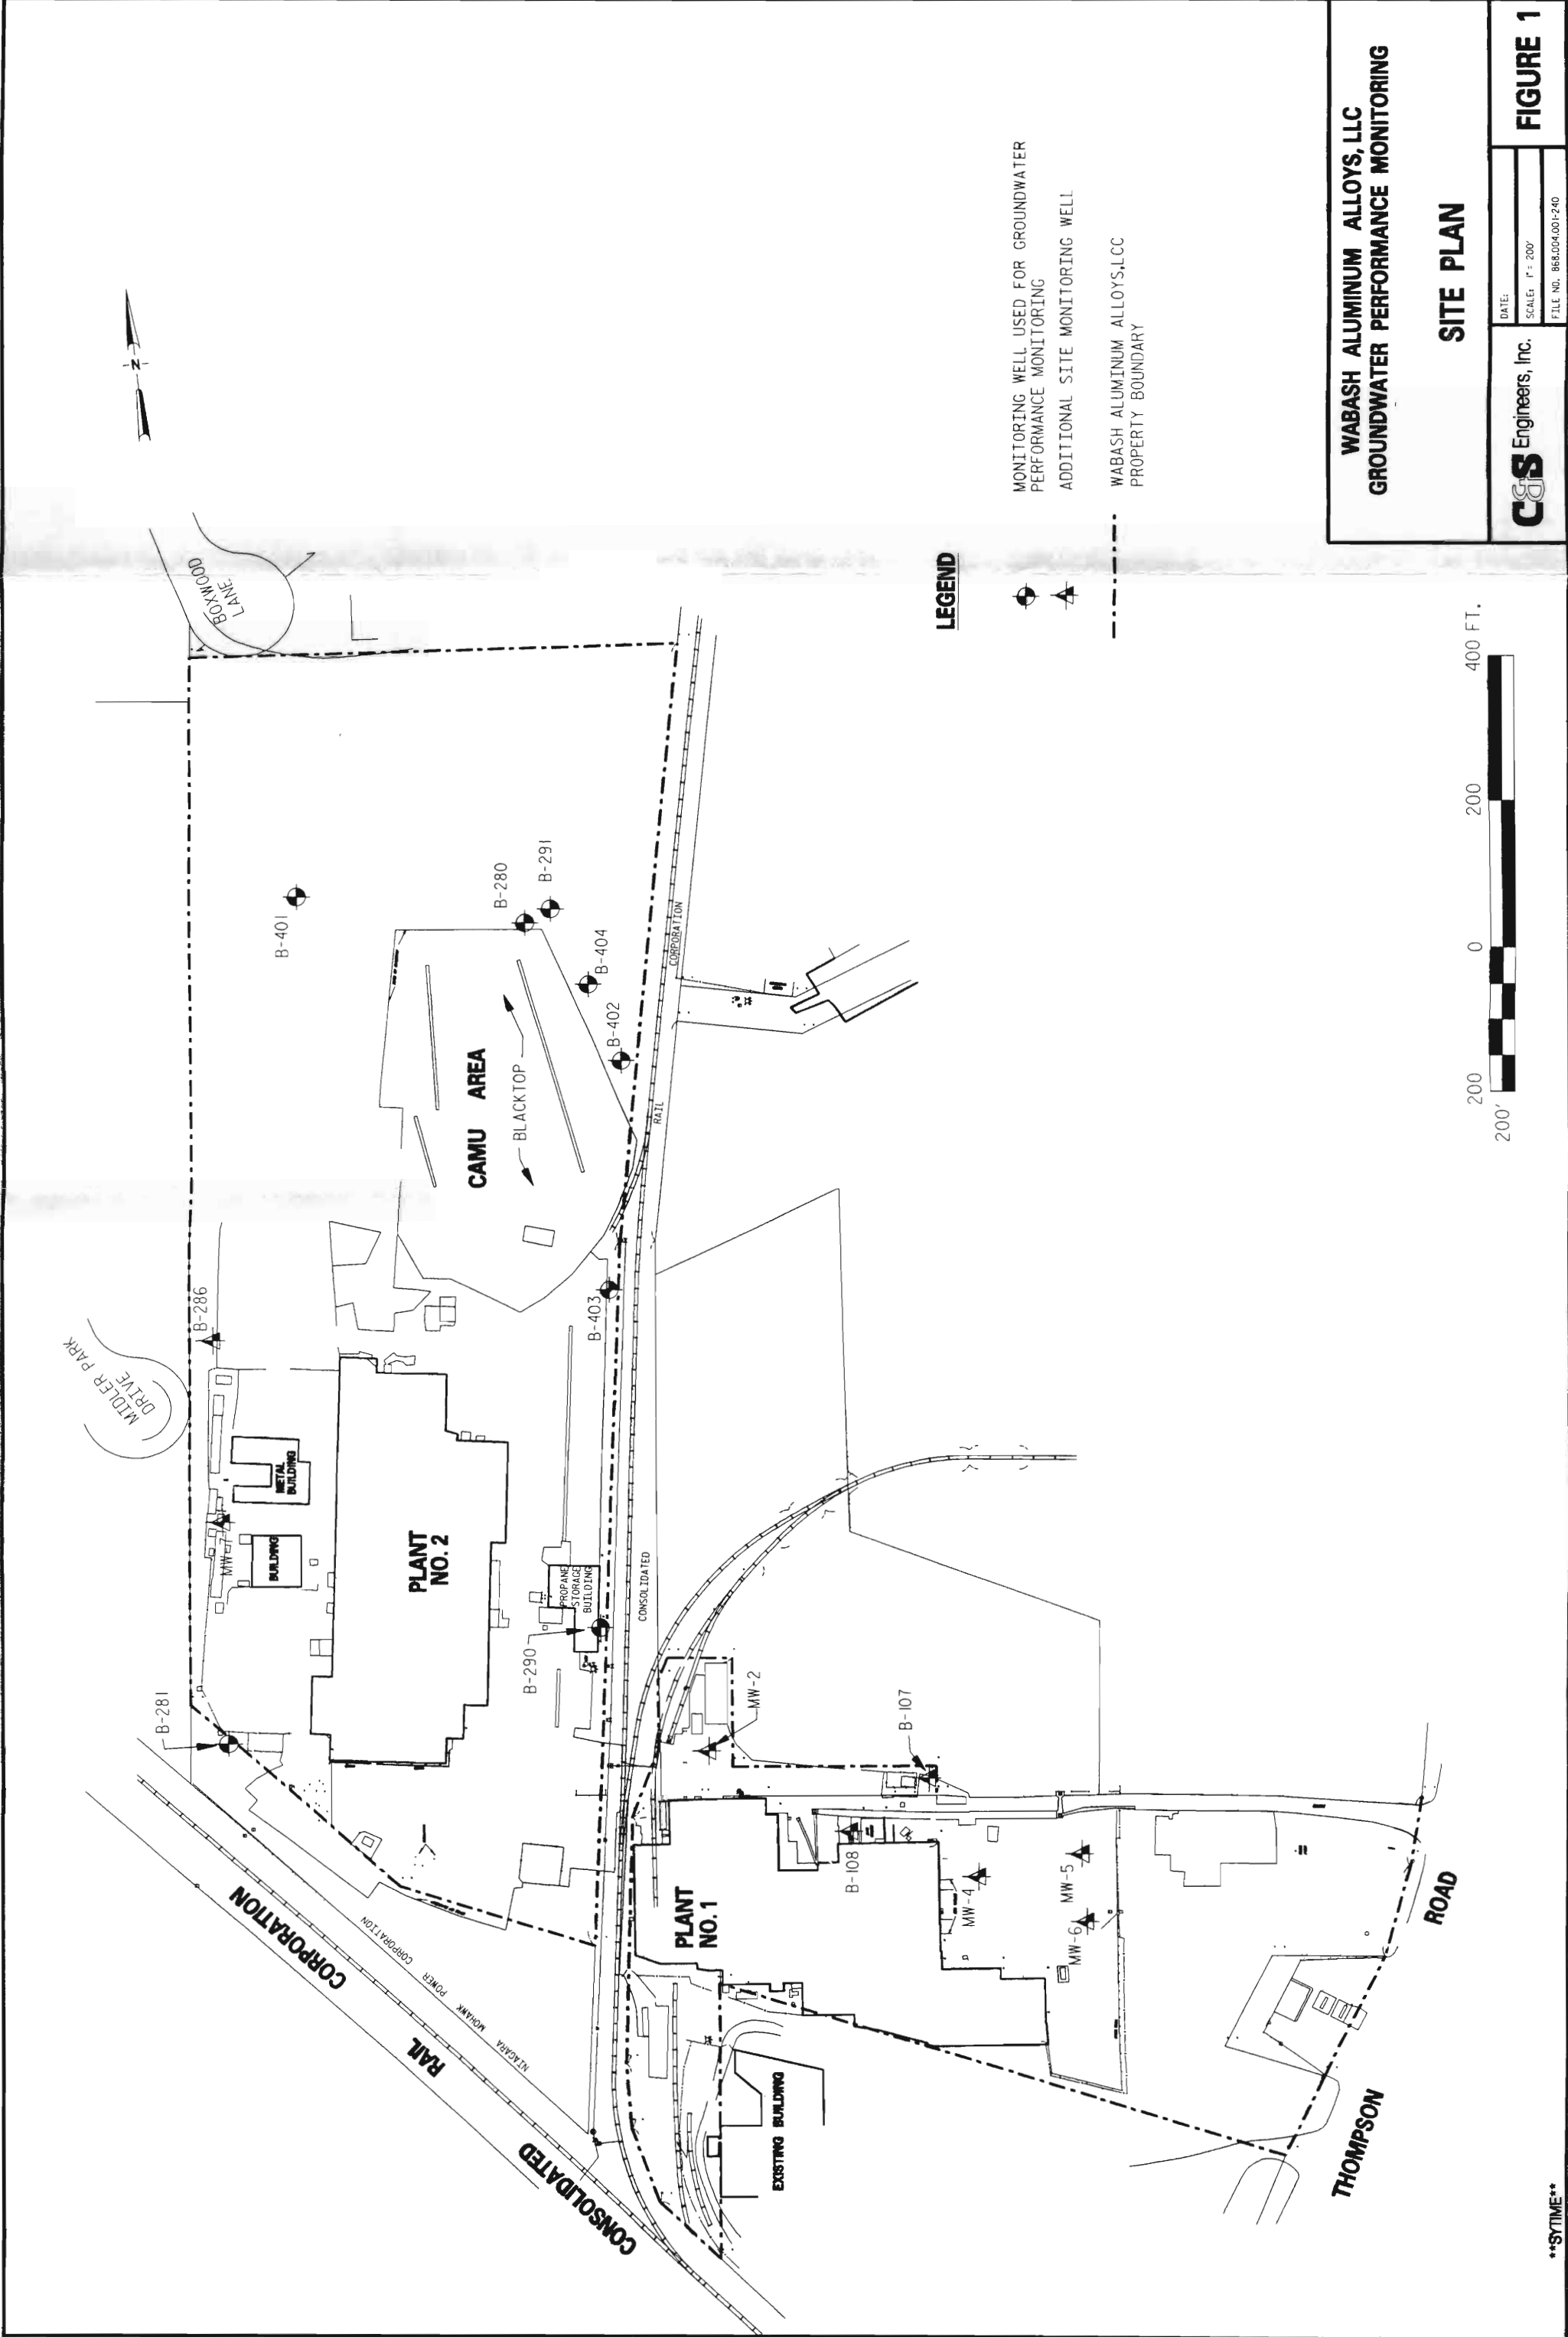 MIDLER PARK
DRIVE
BOXWOOD
LANE
N
B-281
MW-7
B-286
B-401
BUILDING
METAL
BUILDING
PLANT
NO. 2
CAMU AREA
BLACKTOP
B-280
B-291
B-404
B-402
B-403
B-290
PROPANE
STORAGE
BUILDING
CONSOLIDATED
RAIL
CORPORATION
CONSOLIDATED
RAIL
CORPORATION
NIAGARA
MOHAWK POWER CORPORATION
MW-2
B-107
PLANT
NO. 1
B-108
MW-4
MW-5
MW-6
EXISTING BUILDING
THOMPSON
ROAD
LEGEND
MONITORING WELL USED FOR GROUNDWATER
PERFORMANCE MONITORING
ADDITIONAL SITE MONITORING WELL
WABASH ALUMINUM ALLOYS,LCC
PROPERTY BOUNDARY
200 0 200 400 FT.
200'
WABASH ALUMINUM ALLOYS, LLC
GROUNDWATER PERFORMANCE MONITORING
SITE PLAN
C&S Engineers, Inc.
DATE:
SCALE: 1" = 200'
FILE NO. 868.004.001-240
FIGURE 1
**SYTIME**